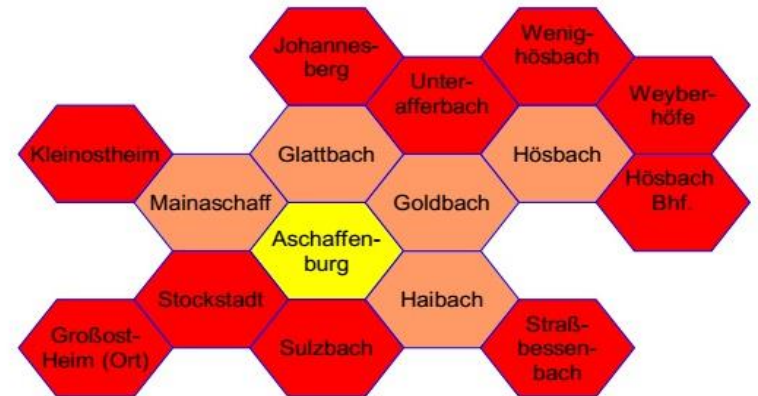 Johannes-
berg
Wenig-
hösbach
Unter-
afferbach
Weyber-
höfe
Kleinostheim
Glattbach
Hösbach
Mainaschaff
Goldbach
Hösbach
Bhf.
Aschaffen-
burg
Stockstadt
Haibach
Großost-
Heim (Ort)
Sulzbach
Straß-
bessen-
bach